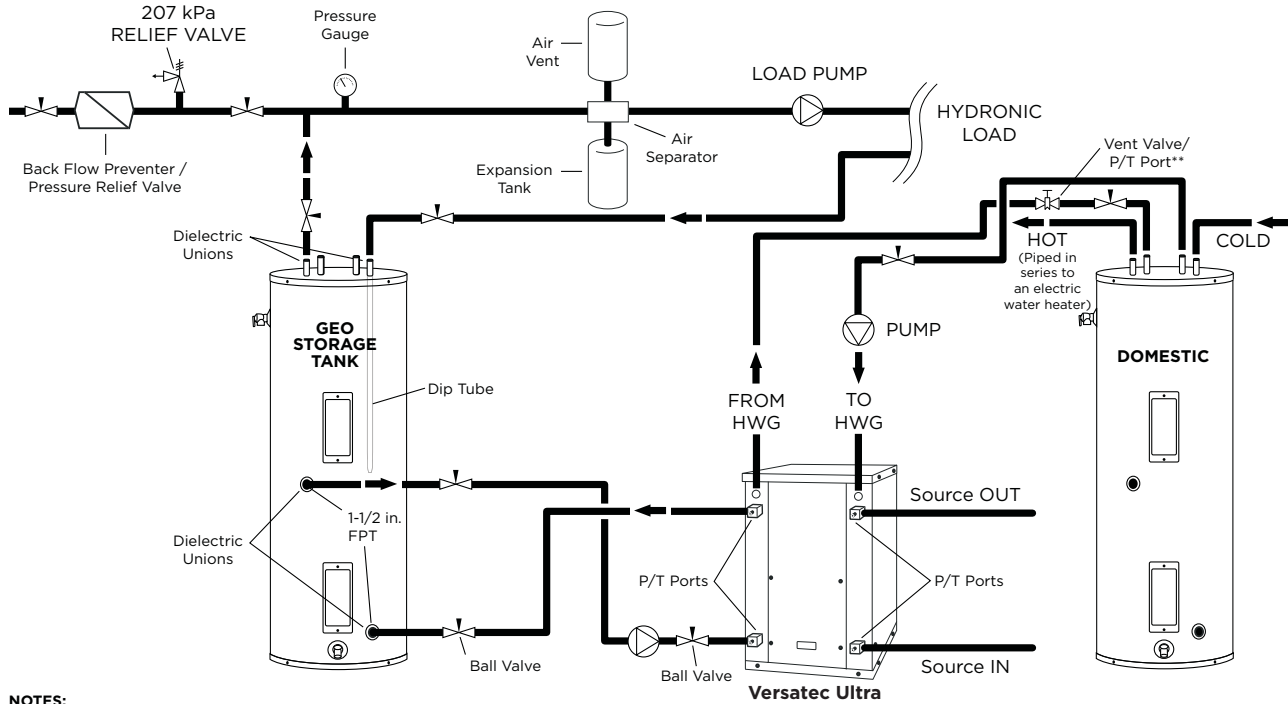 207 kPa
RELIEF VALVE
Pressure
Gauge
Air
Vent
LOAD PUMP
HYDRONIC
LOAD
Vent Valve/
P/T Port**
Back Flow Preventer /
Pressure Relief Valve
Air
Separator
Expansion
Tank
Dielectric
Unions
HOT
(Piped in
series to
an electric
water heater)
COLD
GEO
STORAGE
TANK
PUMP
DOMESTIC
Dip Tube
FROM
HWG
TO
HWG
Source OUT
1-1/2 in.
FPT
Dielectric
Unions
P/T Ports
P/T Ports
Ball Valve
Ball Valve
Source IN
Versatec Ultra
NOTES: